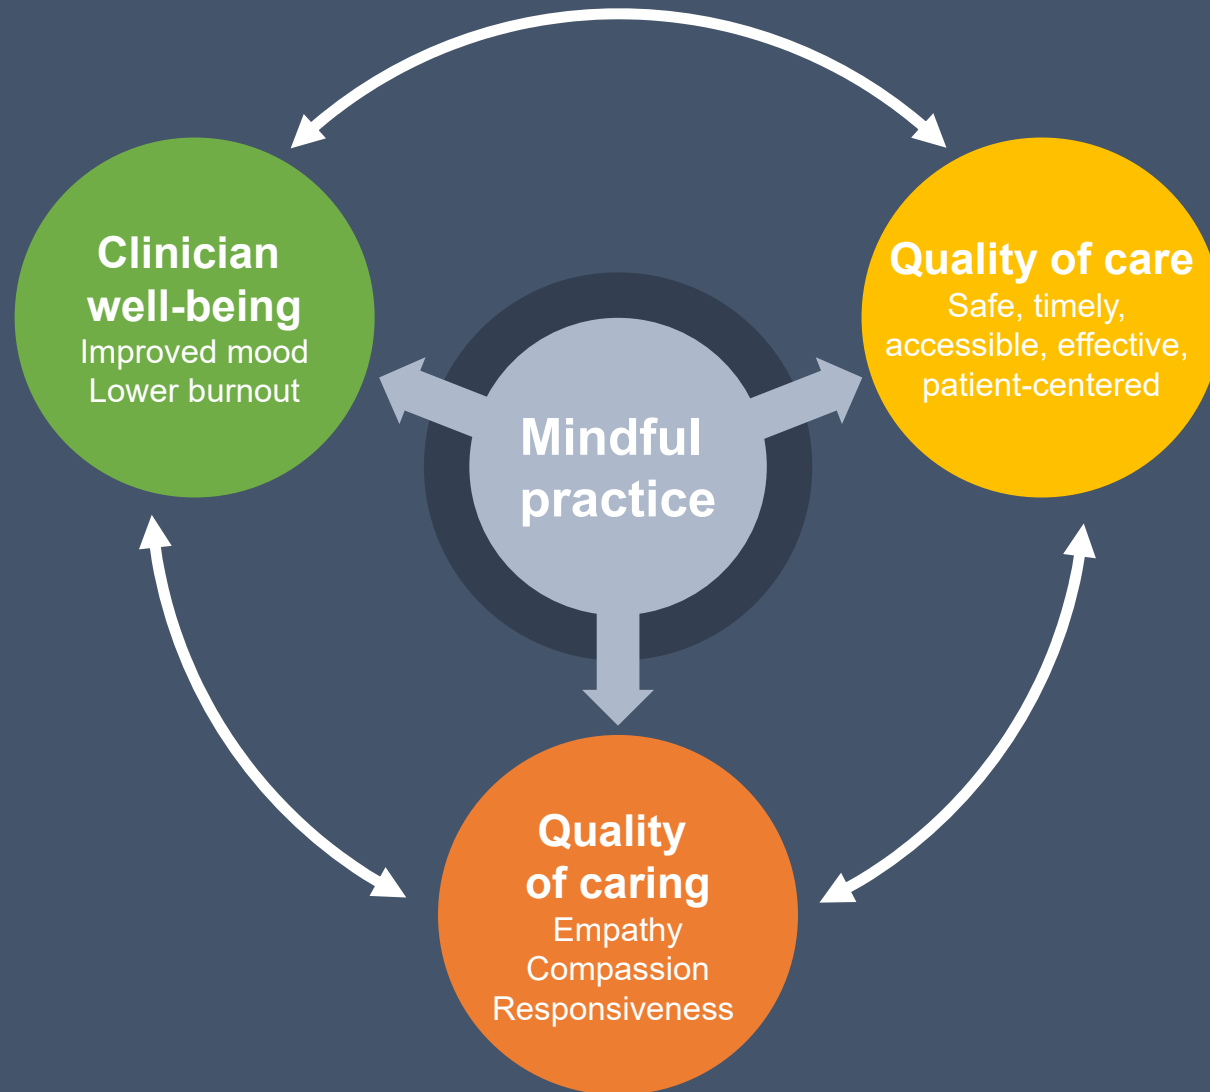 Clinician
well-being
Improved mood
Lower burnout
Quality of care
Safe, timely,
accessible, effective,
patient-centered
Mindful
practice
Quality
of caring
Empathy
Compassion
Responsiveness